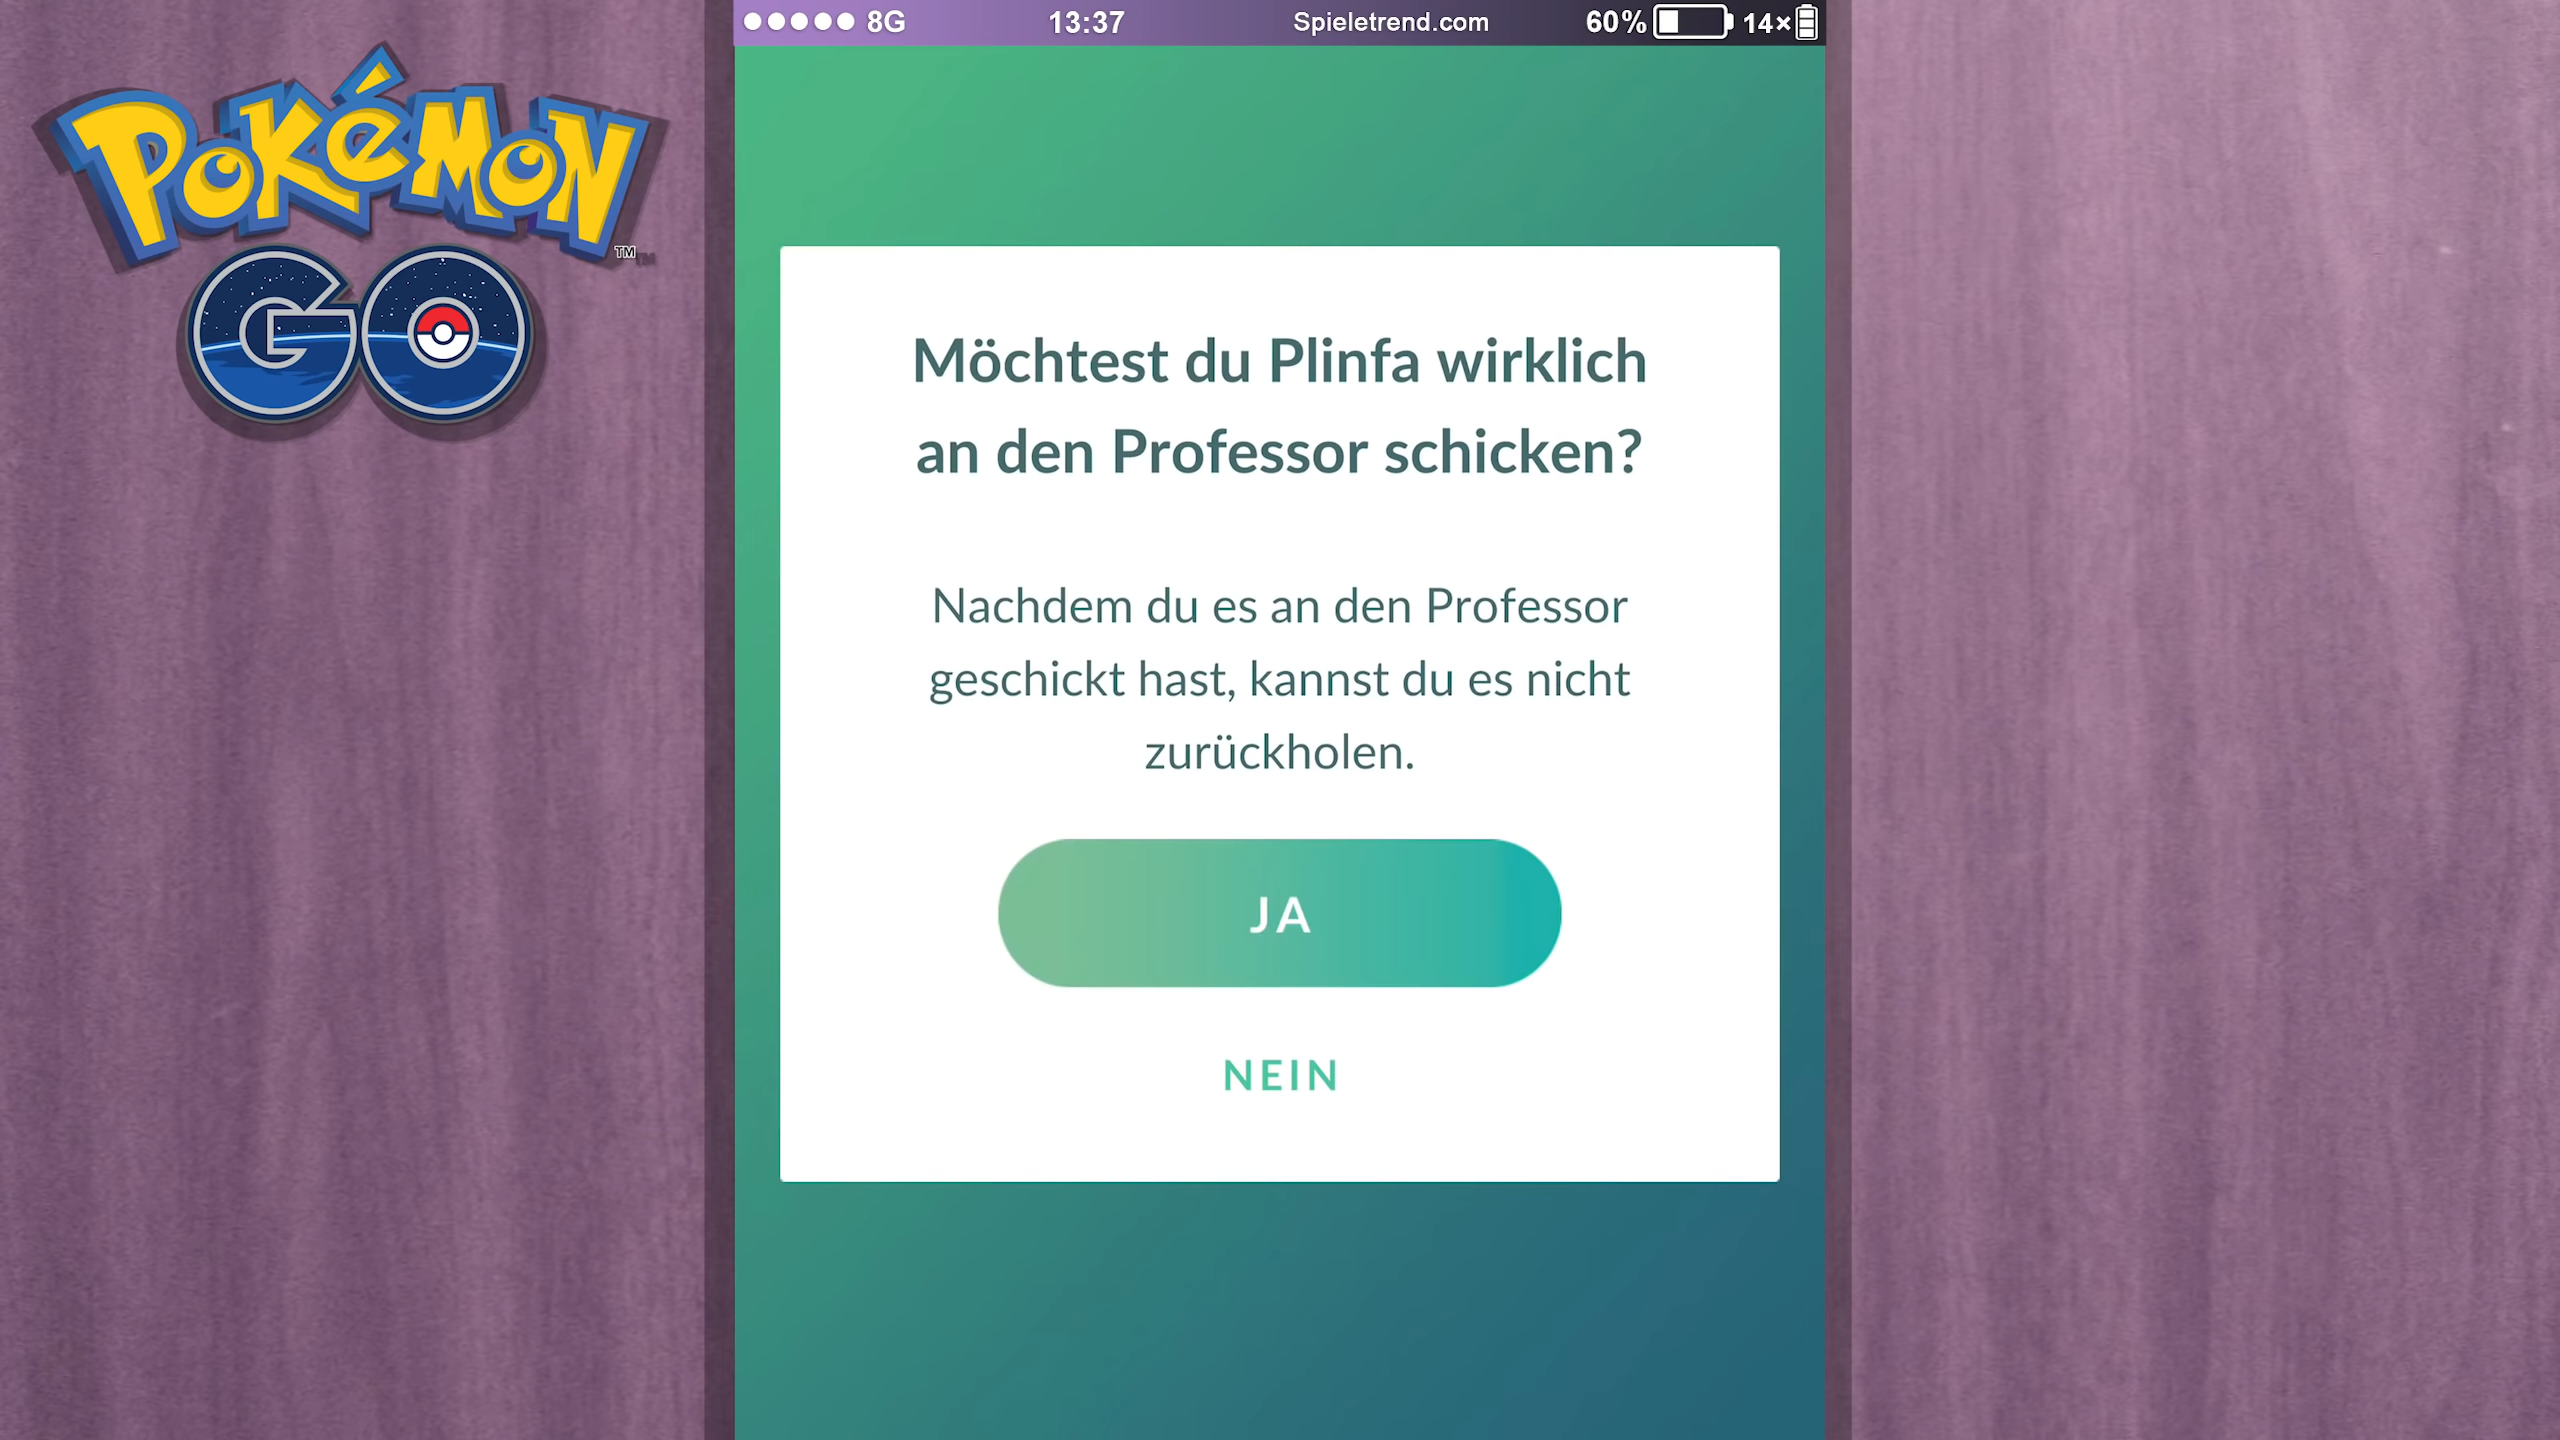 8G 13:37 Spieletrend.com 60% 14×
POKéMON
TM
GO
Möchtest du Plinfa wirklich
an den Professor schicken?
Nachdem du es an den Professor
geschickt hast, kannst du es nicht
zurückholen.
JA
NEIN